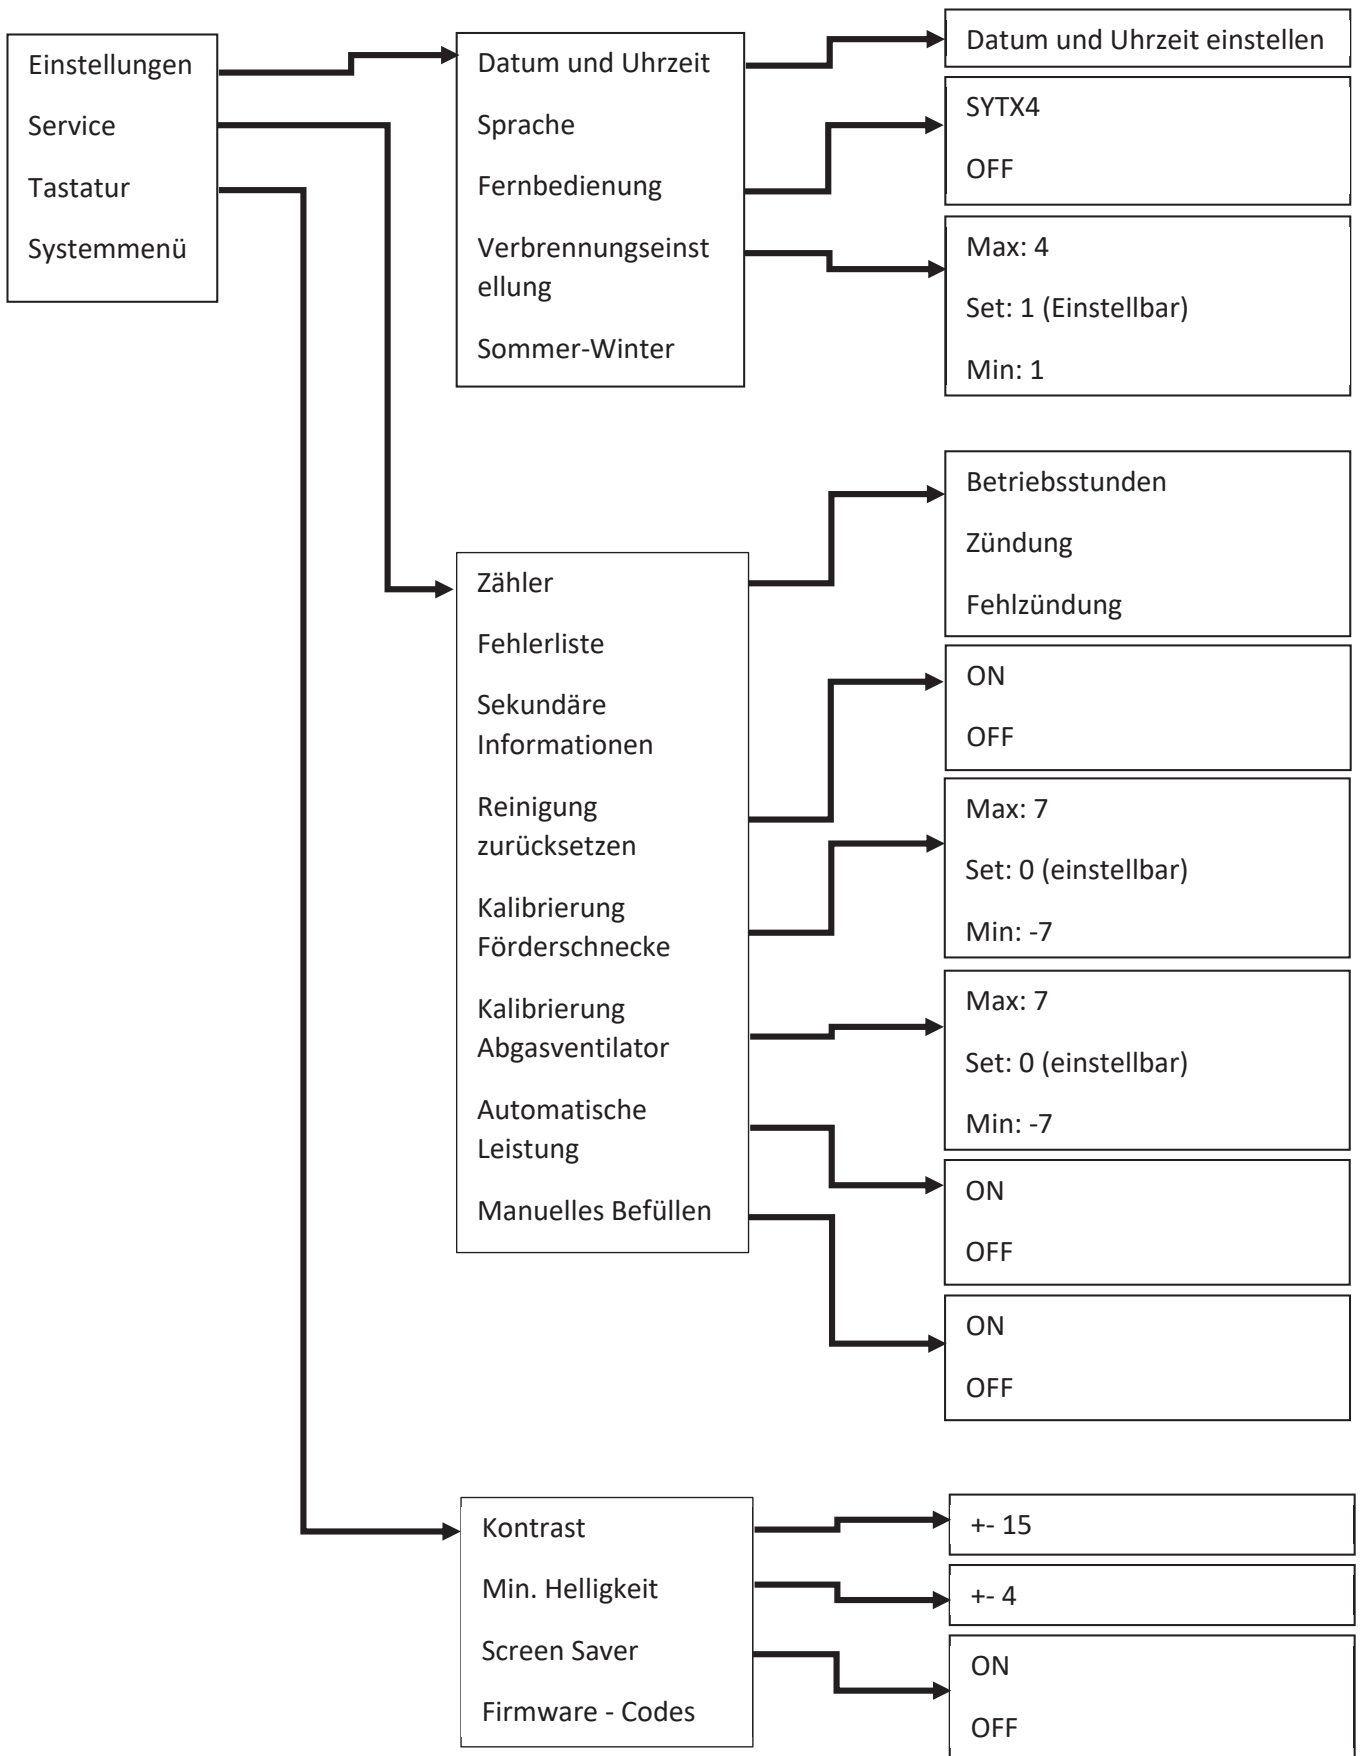 Einstellungen
Service
Tastatur
Systemmenü
Datum und Uhrzeit
Sprache
Fernbedienung
Verbrennungseinst
ellung
Sommer-Winter
Datum und Uhrzeit einstellen
SYTX4
OFF
Max: 4
Set: 1 (Einstellbar)
Min: 1
Zähler
Fehlerliste
Sekundäre
Informationen
Reinigung
zurücksetzen
Kalibrierung
Förderschnecke
Kalibrierung
Abgasventilator
Automatische
Leistung
Manuelles Befüllen
Betriebsstunden
Zündung
Fehlzündung
ON
OFF
Max: 7
Set: 0 (einstellbar)
Min: -7
Max: 7
Set: 0 (einstellbar)
Min: -7
ON
OFF
ON
OFF
Kontrast
Min. Helligkeit
Screen Saver
Firmware - Codes
+- 15
+- 4
ON
OFF